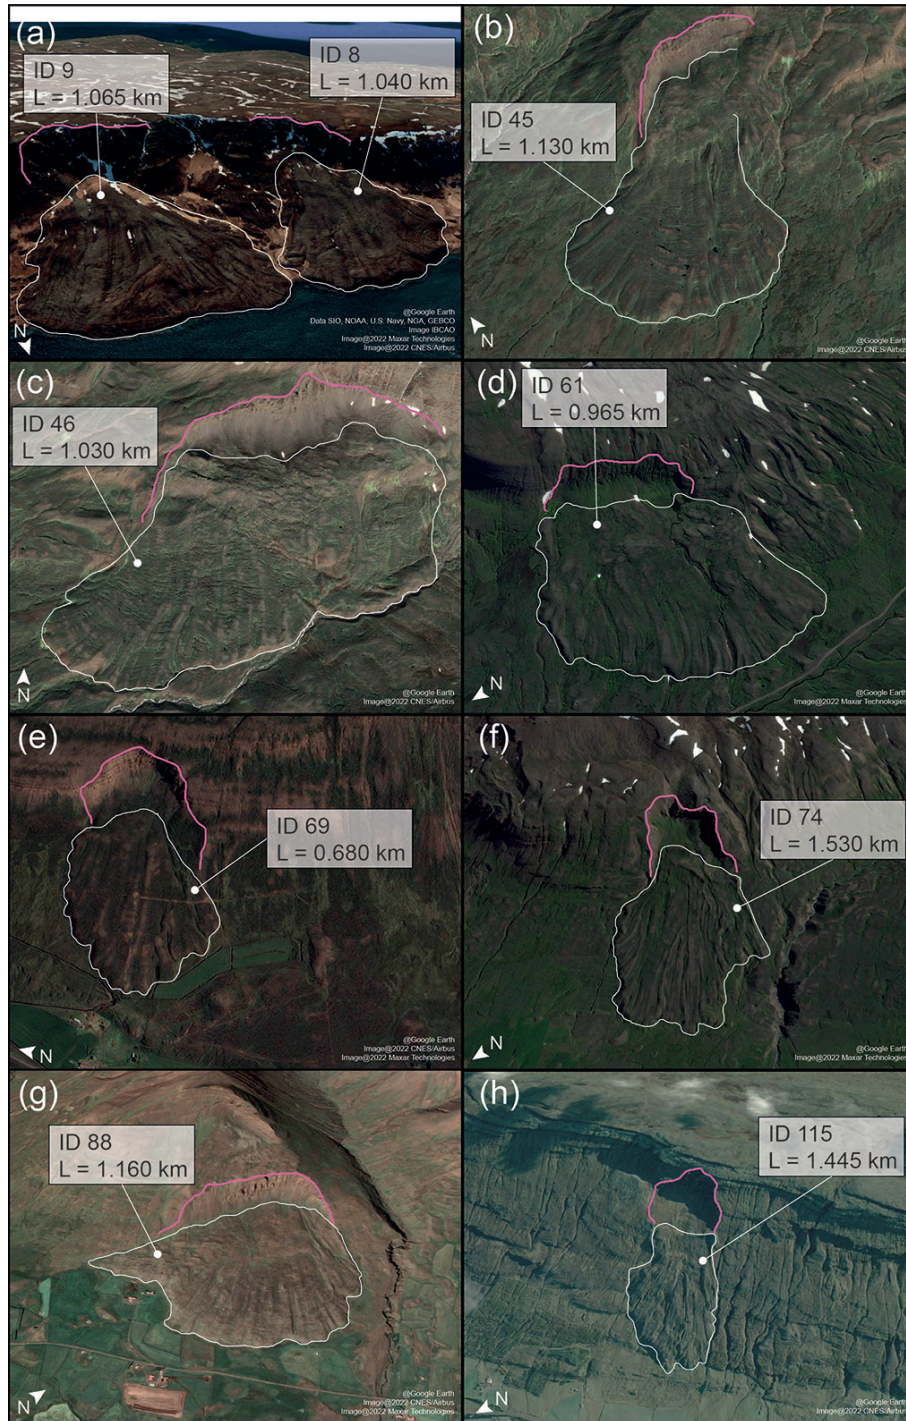 (a)
ID 9
L = 1.065 km
ID 8
L = 1.040 km
N
@Google Earth
Data SIO, NOAA, U.S. Navy, NGA, GEBCO
Image IBCAO
Image@2022 Maxar Technologies
Image@2022 CNES/Airbus
(b)
ID 45
L = 1.130 km
N
@Google Earth
Image@2022 CNES/Airbus
(c)
ID 46
L = 1.030 km
N
@Google Earth
Image@2022 CNES/Airbus
(d)
ID 61
L = 0.965 km
N
@Google Earth
Image@2022 Maxar Technologies
(e)
ID 69
L = 0.680 km
N
@Google Earth
Image@2022 CNES/Airbus
Image@2022 Maxar Technologies
(f)
ID 74
L = 1.530 km
N
@Google Earth
Image@2022 Maxar Technologies
(g)
ID 88
L = 1.160 km
N
@Google Earth
Image@2022 CNES/Airbus
Image@2022 Maxar Technologies
(h)
ID 115
L = 1.445 km
N
@Google Earth
Image@2022 CNES/Airbus